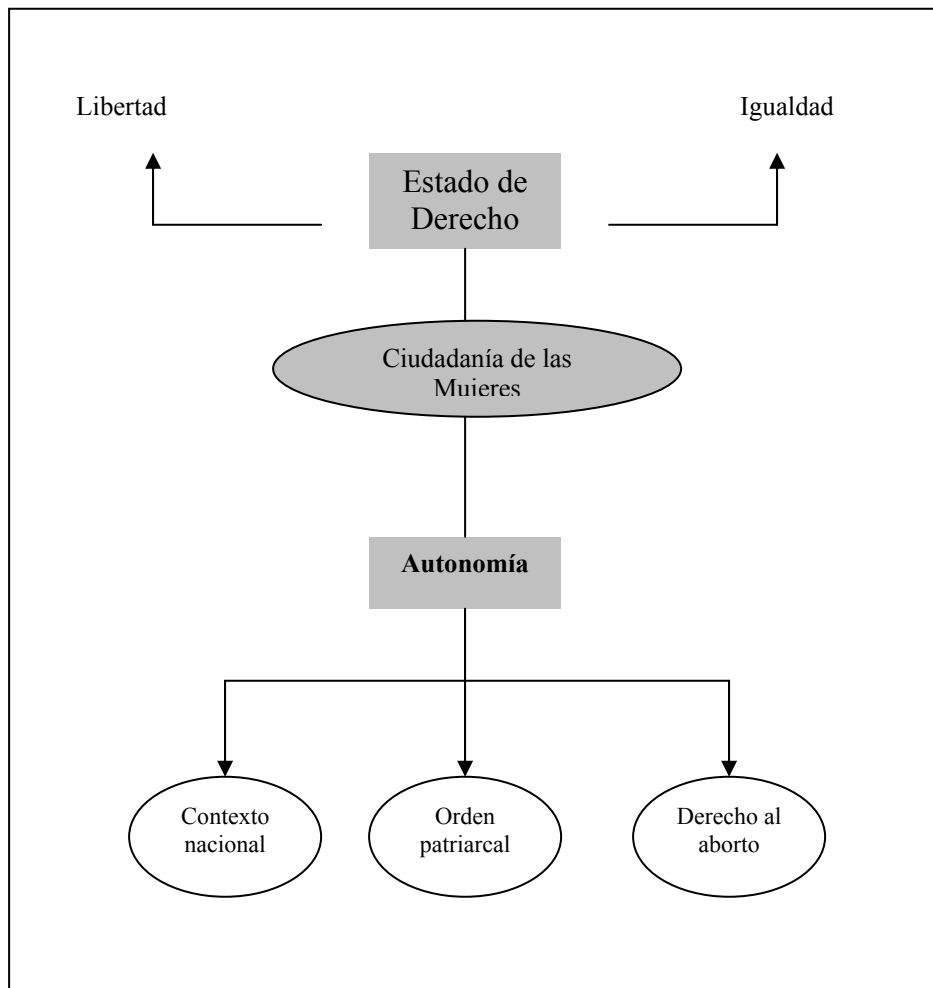 Libertad
Igualdad
Estado de
Derecho
Ciudadanía de las
Mujeres
Autonomía
Contexto
nacional
Orden
patriarcal
Derecho al
aborto